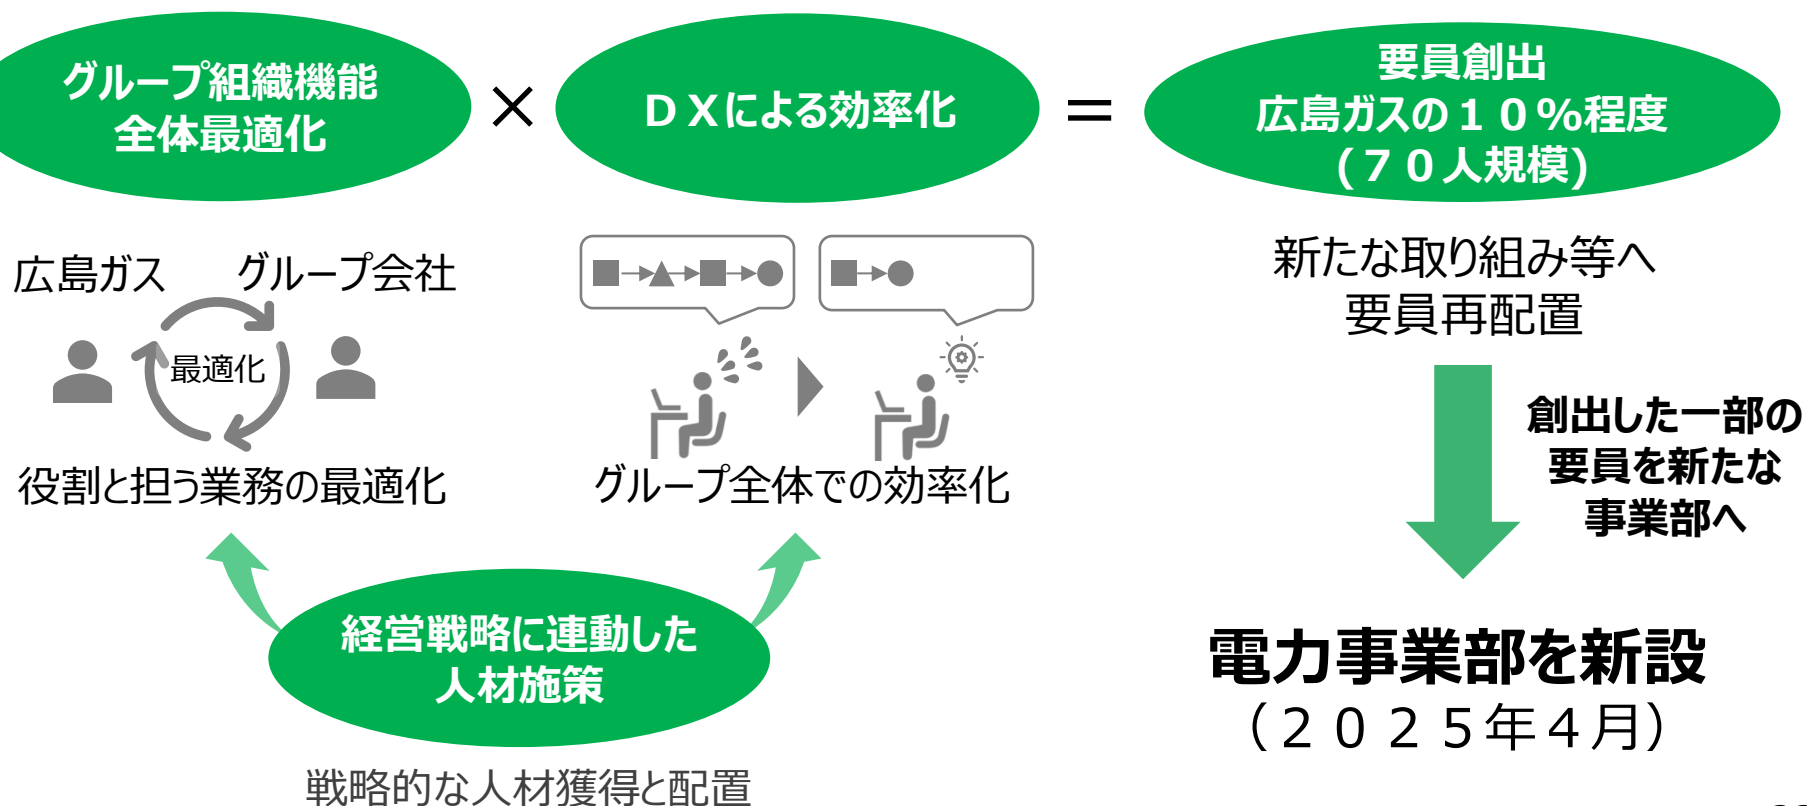 グループ組織機能
全体最適化
×
ＤＸによる効率化
＝
要員創出
広島ガスの１０％程度
(７０人規模)
広島ガス
グループ会社
最適化
役割と担う業務の最適化
グループ全体での効率化
新たな取り組み等へ
要員再配置
創出した一部の
要員を新たな
事業部へ
経営戦略に連動した
人材施策
戦略的な人材獲得と配置
電力事業部を新設
（２０２５年４月）